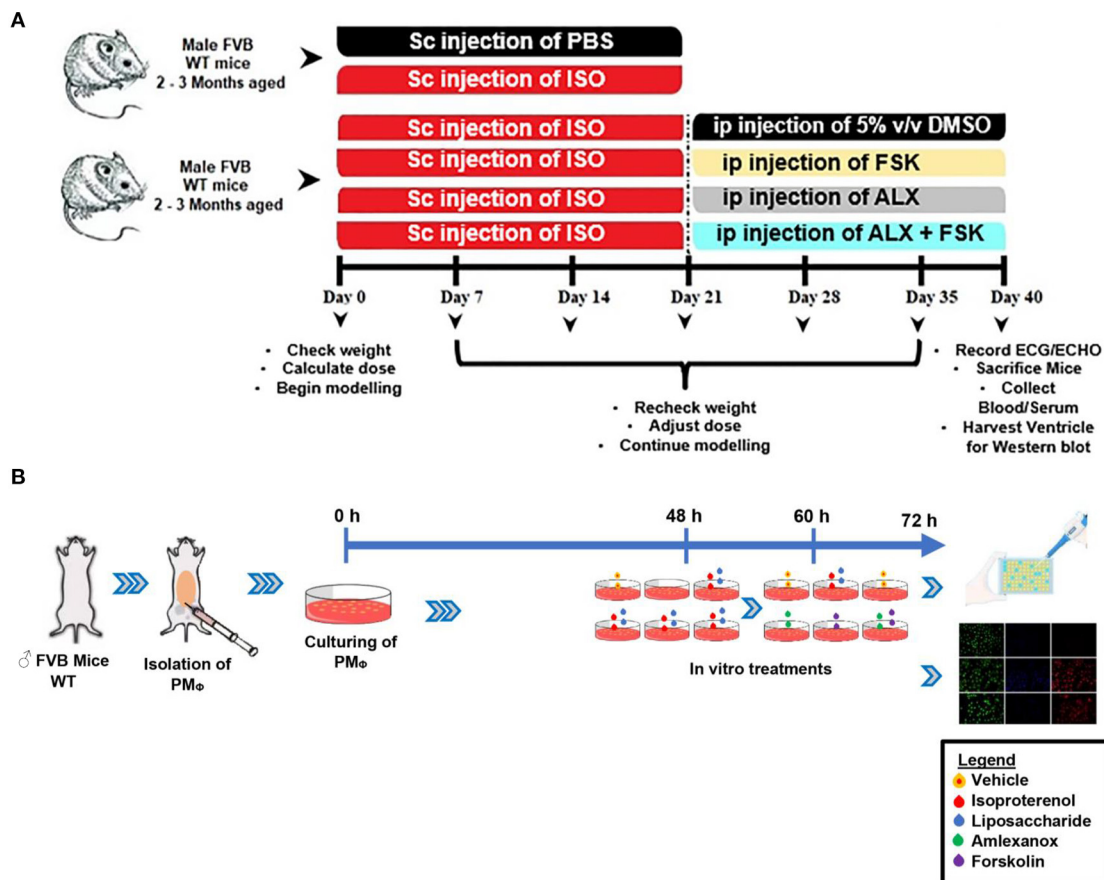 A
Male FVB
WT mice
2 - 3 Months aged
Sc injection of PBS
Sc injection of ISO
Male FVB
WT mice
2 - 3 Months aged
Sc injection of ISO
ip injection of 5% v/v DMSO
Sc injection of ISO
ip injection of FSK
Sc injection of ISO
ip injection of ALX
Sc injection of ISO
ip injection of ALX + FSK
Day 0
Day 7
Day 14
Day 21
Day 28
Day 35
Day 40
· Check weight
· Calculate dose
· Begin modelling
· Recheck weight
· Adjust dose
· Continue modelling
· Record ECG/ECHO
· Sacrifice Mice
· Collect
Blood/Serum
· Harvest Ventricle
for Western blot
B
0 h
48 h
60 h
72 h
♂ FVB Mice
WT
Isolation of
PMΦ
Culturing of
PMΦ
In vitro treatments
Legend
Vehicle
Isoproterenol
Liposaccharide
Amlexanox
Forskolin